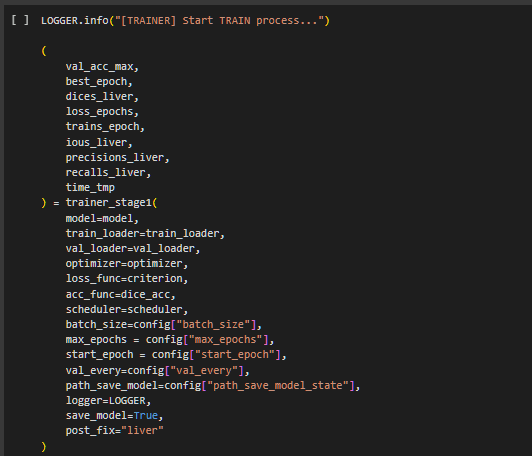 [ ] LOGGER.info("[TRAINER] Start TRAIN process...")
(
val_acc_max,
best_epoch,
dices_liver,
loss_epochs,
trains_epoch,
ious_liver,
precisions_liver,
recalls_liver,
time_tmp
) = trainer_stage1(
model=model,
train_loader=train_loader,
val_loader=val_loader,
optimizer=optimizer,
loss_func=criterion,
acc_func=dice_acc,
scheduler=scheduler,
batch_size=config["batch_size"],
max_epochs = config["max_epochs"],
start_epoch = config["start_epoch"],
val_every=config["val_every"],
path_save_model=config["path_save_model_state"],
logger=LOGGER,
save_model=True,
post_fix="liver"
)